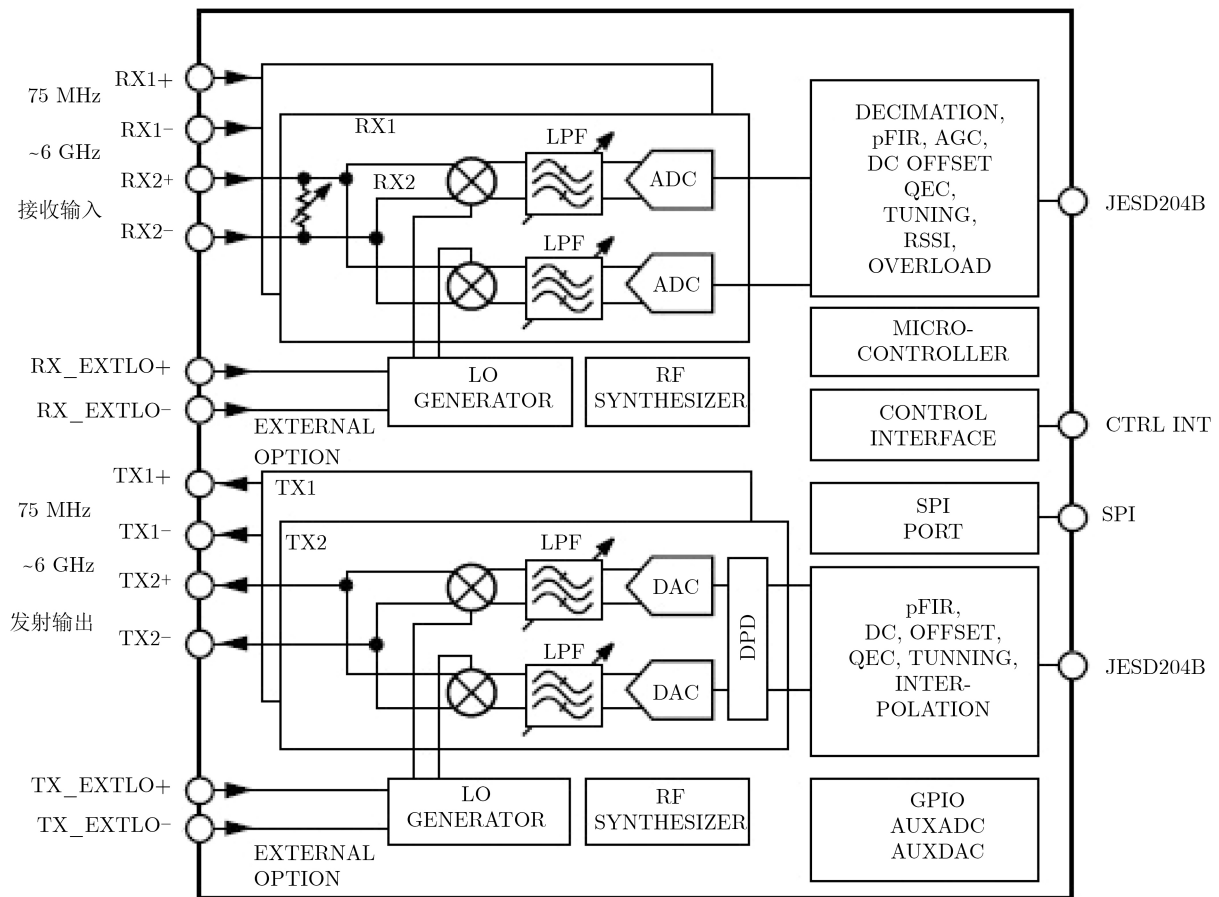 RX1+
75 MHz
RX1−
~6 GHz
RX2+
接收输入
RX2−
RX1
RX2
LPF
ADC
LPF
ADC
DECIMATION,
pFIR, AGC,
DC OFFSET
QEC,
TUNING,
RSSI,
OVERLOAD
JESD204B
MICRO-
CONTROLLER
RX_EXTLO+
RX_EXTLO−
LO
GENERATOR
RF
SYNTHESIZER
EXTERNAL
OPTION
CONTROL
INTERFACE
CTRL INT
TX1+
75 MHz
TX1−
~6 GHz
TX2+
发射输出
TX2−
TX1
TX2
LPF
DAC
LPF
DAC
DPD
SPI
PORT
SPI
pFIR,
DC, OFFSET,
QEC, TUNNING,
INTER-
POLATION
JESD204B
TX_EXTLO+
TX_EXTLO−
LO
GENERATOR
RF
SYNTHESIZER
EXTERNAL
OPTION
GPIO
AUXADC
AUXDAC